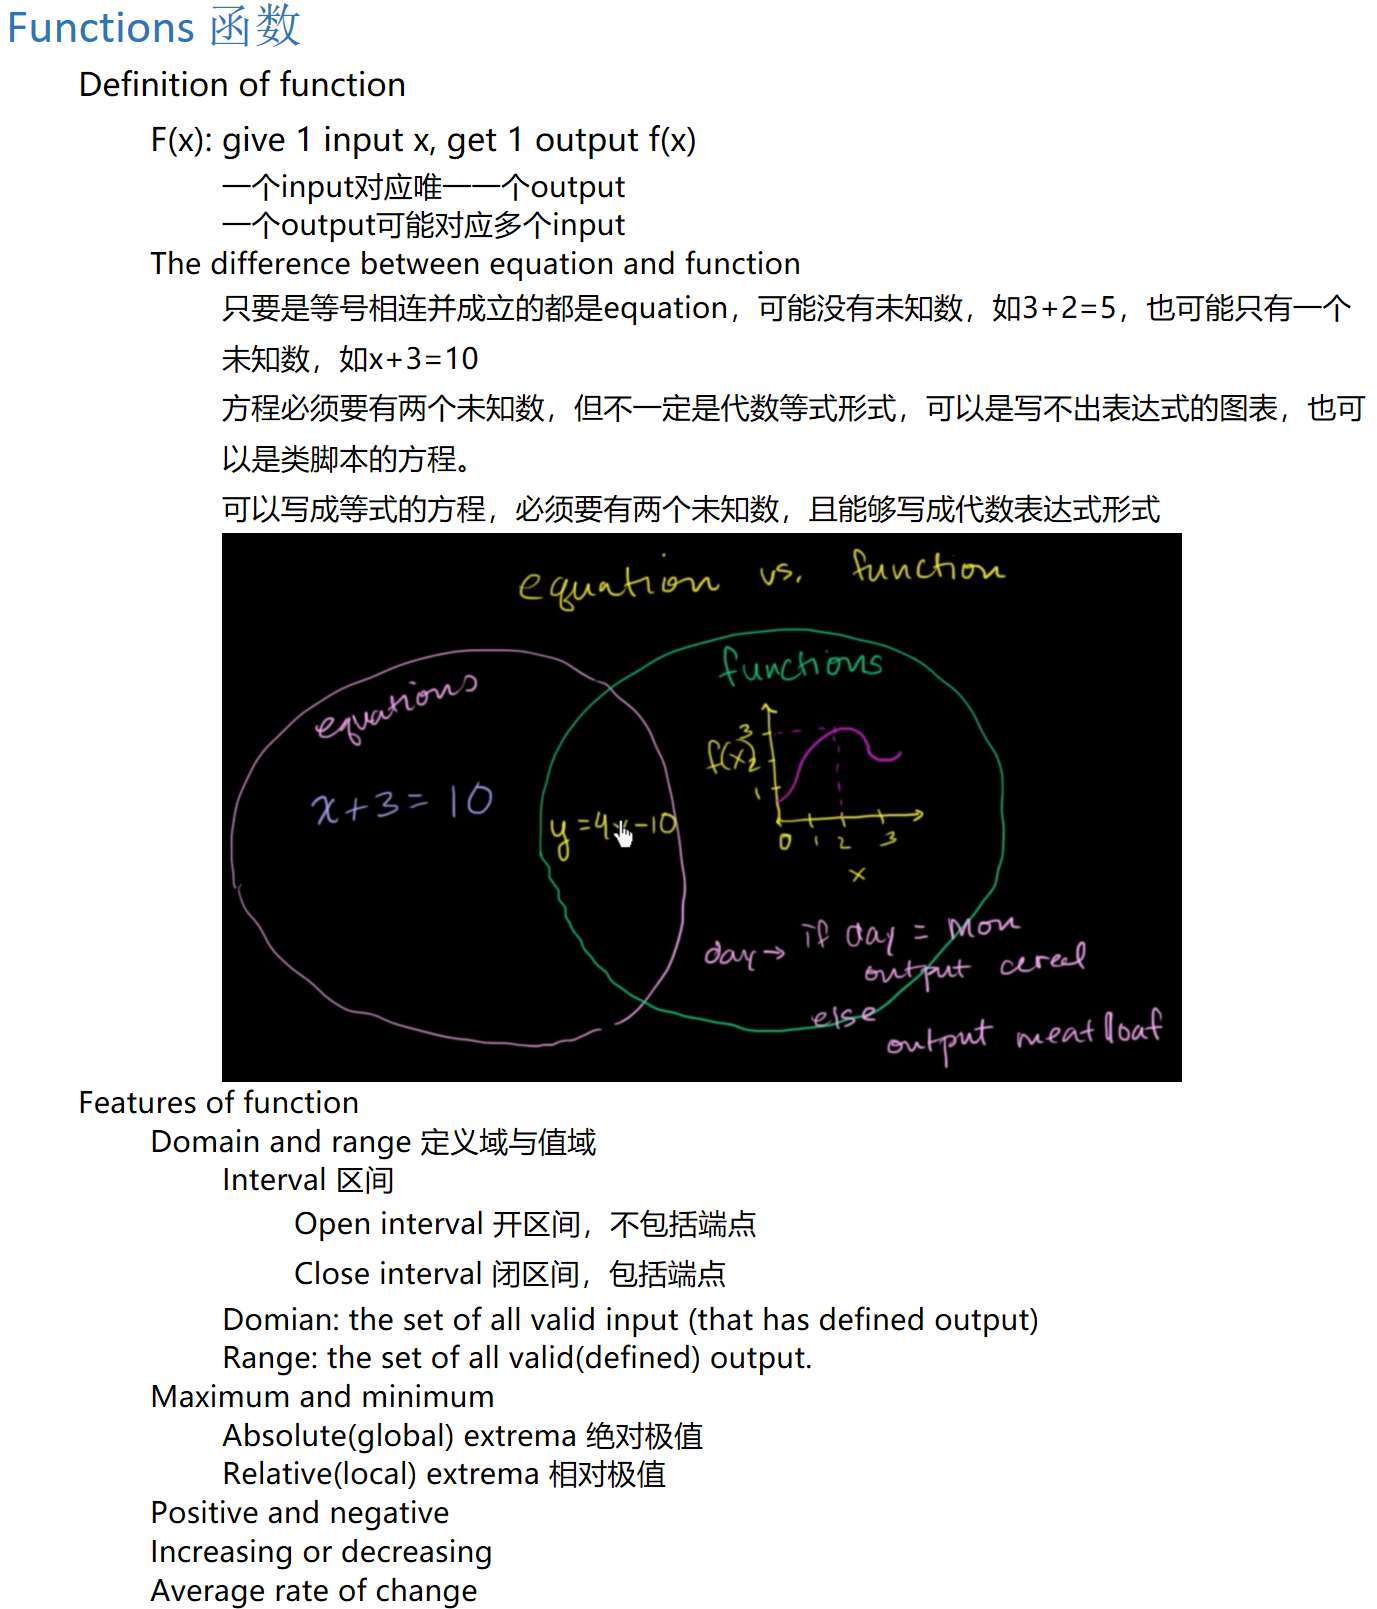 Functions 函数
Definition of function
F(x): give 1 input x, get 1 output f(x)
一个input对应唯一一个output
一个output可能对应多个input
The difference between equation and function
只要是等号相连并成立的都是equation，可能没有未知数，如3+2=5，也可能只有一个
未知数，如x+3=10
方程必须要有两个未知数，但不一定是代数等式形式，可以是写不出表达式的图表，也可
以是类脚本的方程。
可以写成等式的方程，必须要有两个未知数，且能够写成代数表达式形式
equation vs. function
equations
functions
x+3=10
y=4x-10
f(x)
3
2
1
0 1 2 3
x
day→ if day = Mon
output cereal
else
output meatloaf
Features of function
Domain and range 定义域与值域
Interval 区间
Open interval 开区间，不包括端点
Close interval 闭区间，包括端点
Domian: the set of all valid input (that has defined output)
Range: the set of all valid(defined) output.
Maximum and minimum
Absolute(global) extrema 绝对极值
Relative(local) extrema 相对极值
Positive and negative
Increasing or decreasing
Average rate of change